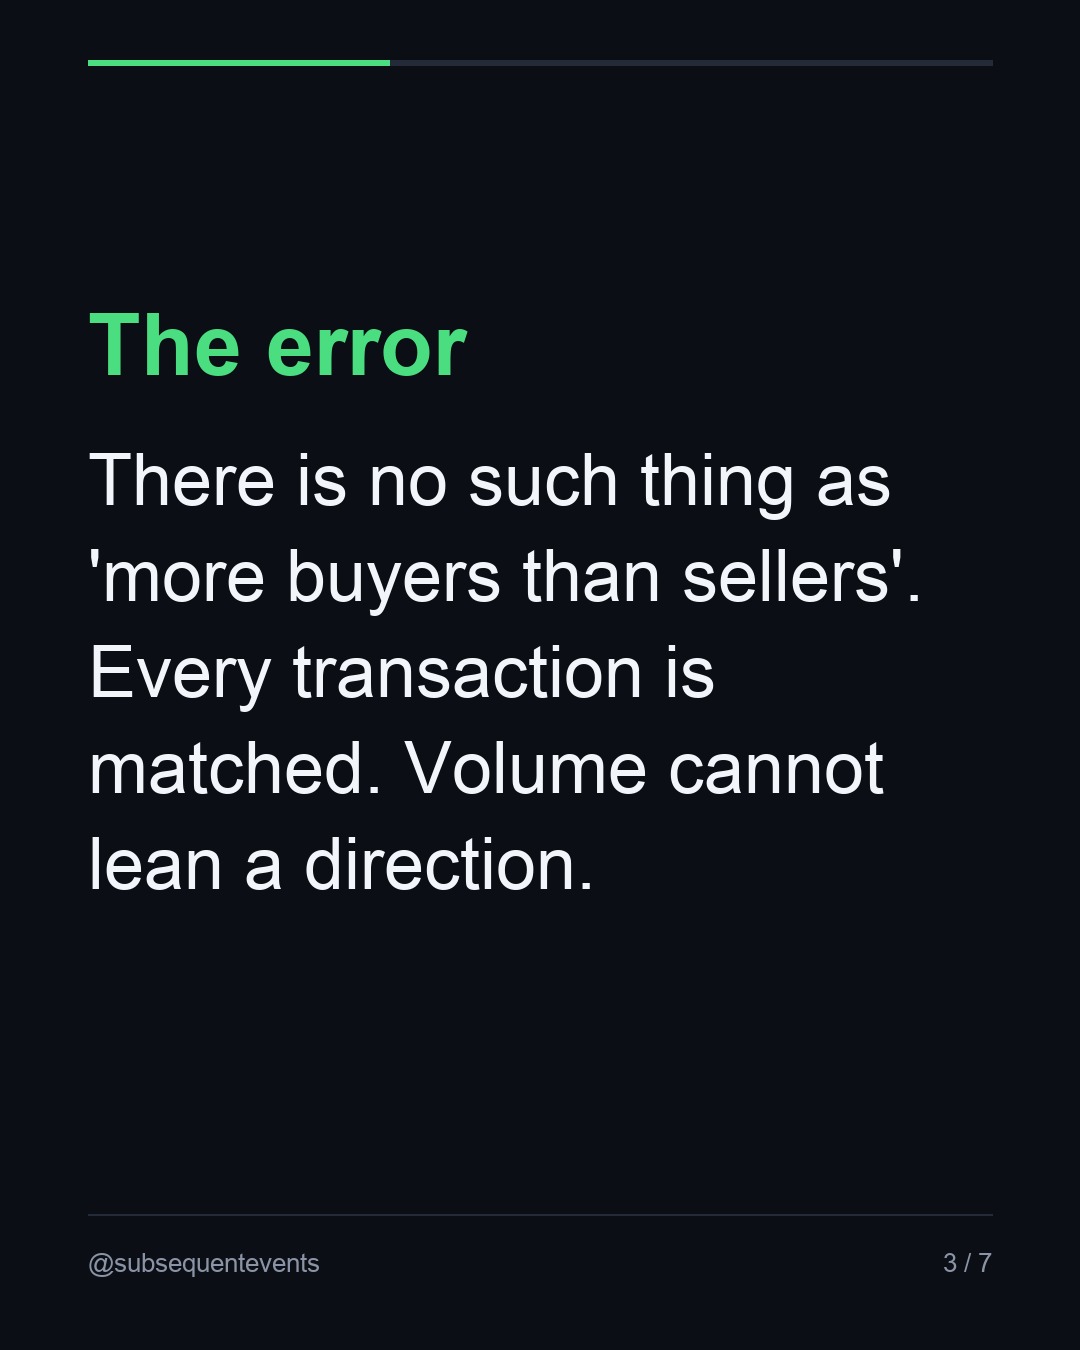 The error
There is no such thing as
'more buyers than sellers'.
Every transaction is
matched. Volume cannot
lean a direction.
@subsequentevents
3 / 7